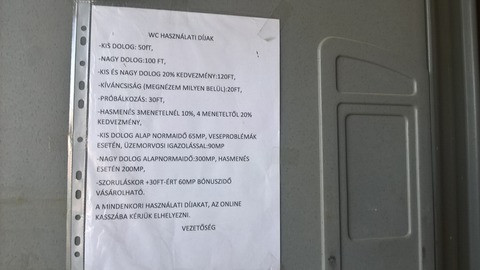 WC HASZNÁLATI DÍJAK
-KIS DOLOG: 50FT,
-NAGY DOLOG:100 FT,
-KIS ÉS NAGY DOLOG 20% KEDVEZMÉNY:120FT,
-KÍVÁNCSISÁG (MEGNÉZEM MILYEN BELÜL):20FT,
-PRÓBÁLKOZÁS: 30FT,
-HASMENÉS 3MENETELNÉL 10%, 4 MENETELTŐL 20%
KEDVEZMÉNY,
-KIS DOLOG ALAP NORMAIDŐ 65MP, VESEPROBLÉMÁK
ESETÉN, ÜZEMORVOSI IGAZOLÁSSAL:90MP
-NAGY DOLOG ALAPNORMAIDŐ:300MP, HASMENÉS
ESETÉN 200MP,
-SZORULÁSKOR +30FT-ÉRT 60MP BÓNUSZIDŐ
VÁSÁROLHATÓ.
A MINDENKORI HASZNÁLATI DÍJAKAT, AZ ONLINE
KASSZÁBA KÉRJÜK ELHELYEZNI.
VEZETŐSÉG